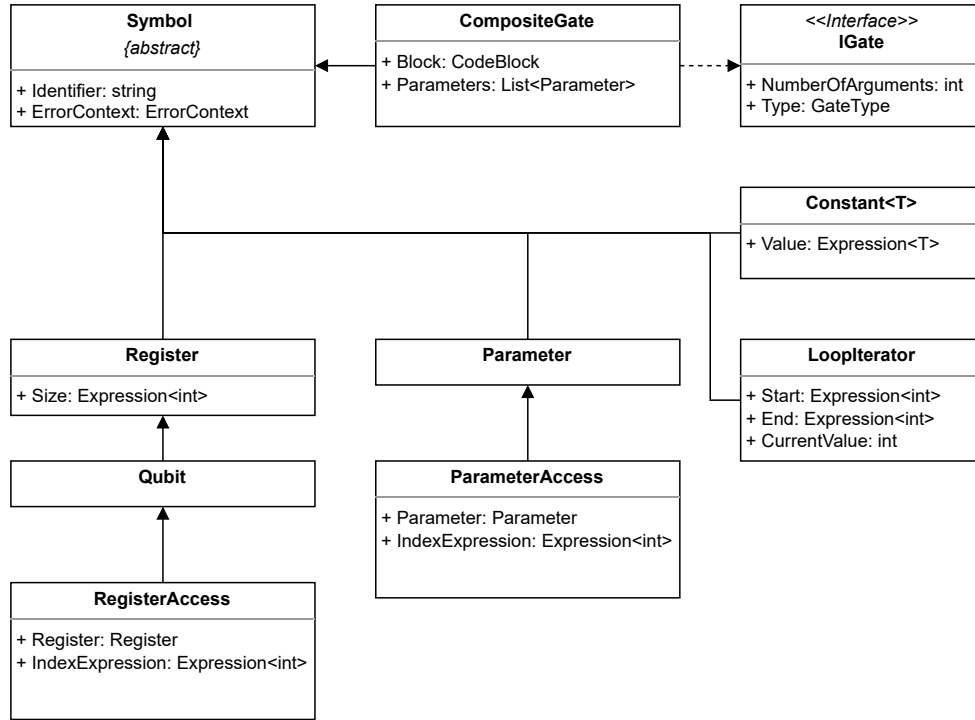 Symbol
{abstract}
+ Identifier: string
+ ErrorContext: ErrorContext
CompositeGate
+ Block: CodeBlock
+ Parameters: List<Parameter>
<<Interface>>
IGate
+ NumberOfArguments: int
+ Type: GateType
Constant<T>
+ Value: Expression<T>
Register
+ Size: Expression<int>
Parameter
LoopIterator
+ Start: Expression<int>
+ End: Expression<int>
+ CurrentValue: int
Qubit
ParameterAccess
+ Parameter: Parameter
+ IndexExpression: Expression<int>
RegisterAccess
+ Register: Register
+ IndexExpression: Expression<int>